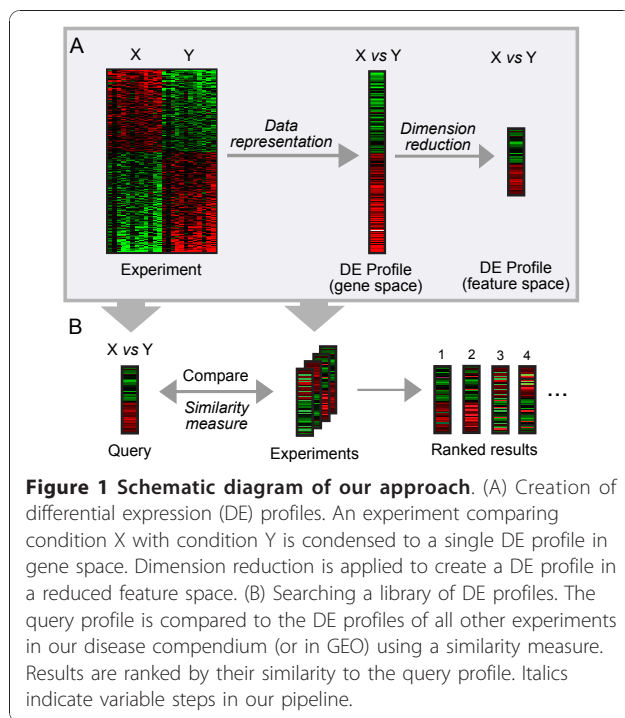 A
X Y
X vs Y
X vs Y
Data
representation
Dimension
reduction
Experiment
DE Profile
(gene space)
DE Profile
(feature space)
B
X vs Y
Compare
Similarity
measure
Query
Experiments
1 2 3 4
...
Ranked results
Figure 1 Schematic diagram of our approach. (A) Creation of
differential expression (DE) profiles. An experiment comparing
condition X with condition Y is condensed to a single DE profile in
gene space. Dimension reduction is applied to create a DE profile in
a reduced feature space. (B) Searching a library of DE profiles. The
query profile is compared to the DE profiles of all other experiments
in our disease compendium (or in GEO) using a similarity measure.
Results are ranked by their similarity to the query profile. Italics
indicate variable steps in our pipeline.